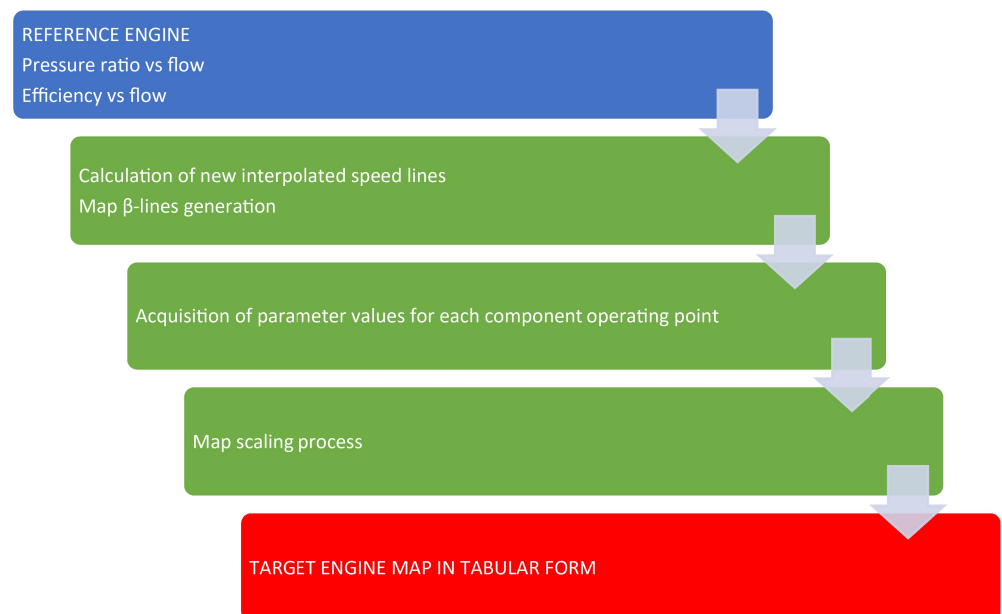 REFERENCE ENGINE
Pressure ratio vs flow
Efficiency vs flow
Calculation of new interpolated speed lines
Map β-lines generation
Acquisition of parameter values for each component operating point
Map scaling process
TARGET ENGINE MAP IN TABULAR FORM